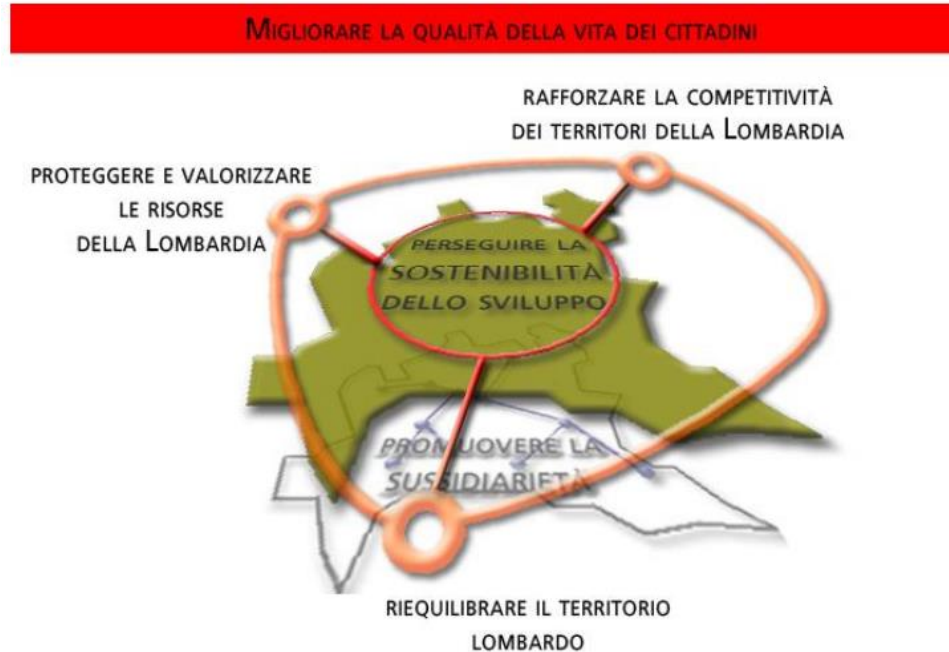 MIGLIORARE LA QUALITÀ DELLA VITA DEI CITTADINI
RAFFORZARE LA COMPETITIVITÀ
DEI TERRITORI DELLA LOMBARDIA
PROTEGGERE E VALORIZZARE
LE RISORSE
DELLA LOMBARDIA
PERSEGUIRE LA
SOSTENIBILITÀ
DELLO SVILUPPO
PROMUOVERE LA
SUSSIDIARIETÀ
RIEQUILIBRARE IL TERRITORIO
LOMBARDO